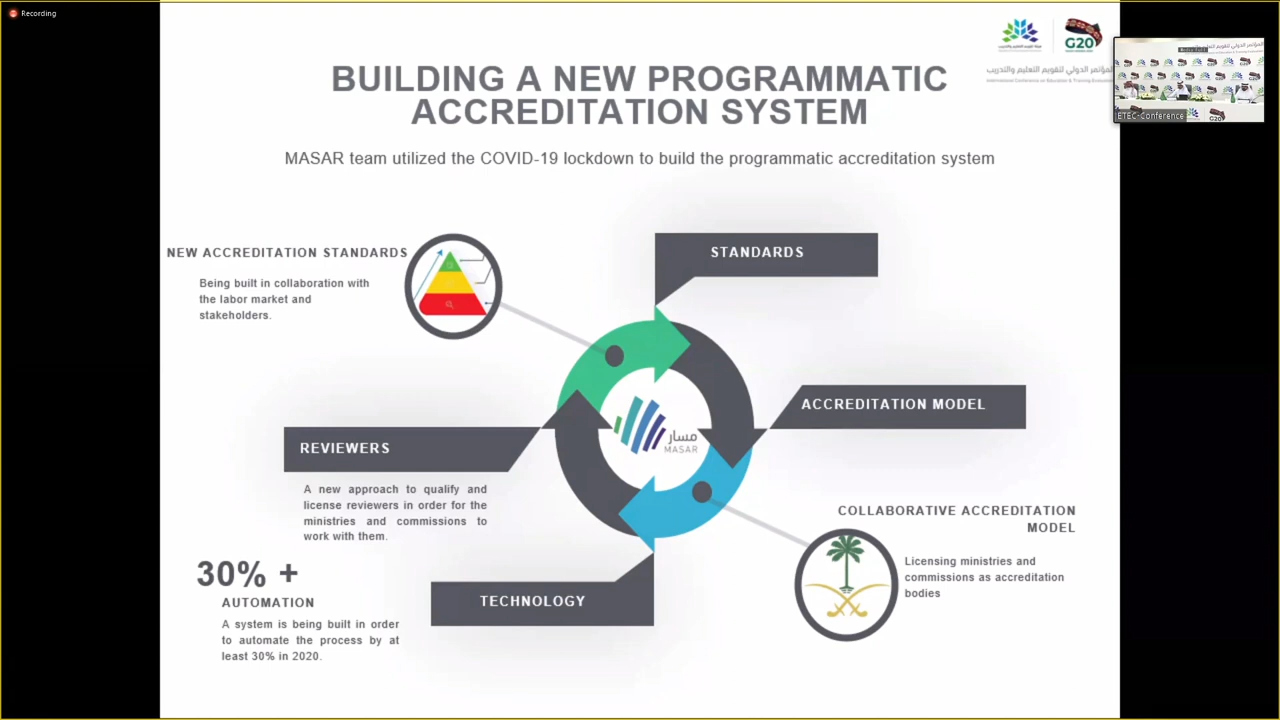 Recording
G20
المؤتمر الدولي لتقويم التعليم والتدريب
BUILDING A NEW PROGRAMMATIC
ACCREDITATION SYSTEM
ETEC-Conference
MASAR team utilized the COVID-19 lockdown to build the programmatic accreditation system
NEW ACCREDITATION STANDARDS
Being built in collaboration with
the labor market and
stakeholders.
STANDARDS
ACCREDITATION MODEL
مسار
MASAR
REVIEWERS
A new approach to qualify and
license reviewers in order for the
ministries and commissions to
work with them.
COLLABORATIVE ACCREDITATION
MODEL
Licensing ministries and
commissions as accreditation
bodies
30% +
AUTOMATION
A system is being built in order
to automate the process by at
least 30% in 2020.
TECHNOLOGY